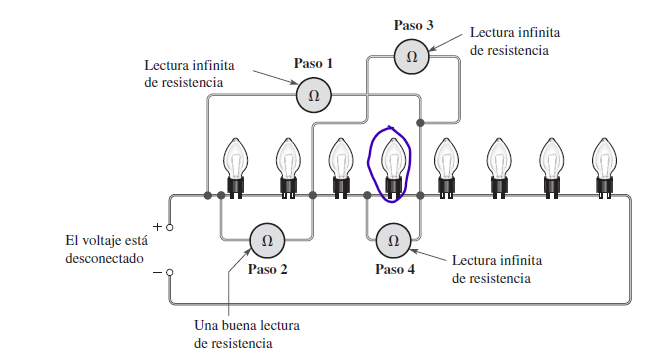 Paso 3
Lectura infinita
de resistencia
Ω
Lectura infinita
de resistencia
Paso 1
Ω
El voltaje está
desconectado
+
−
Ω
Paso 2
Ω
Paso 4
Lectura infinita
de resistencia
Una buena lectura
de resistencia